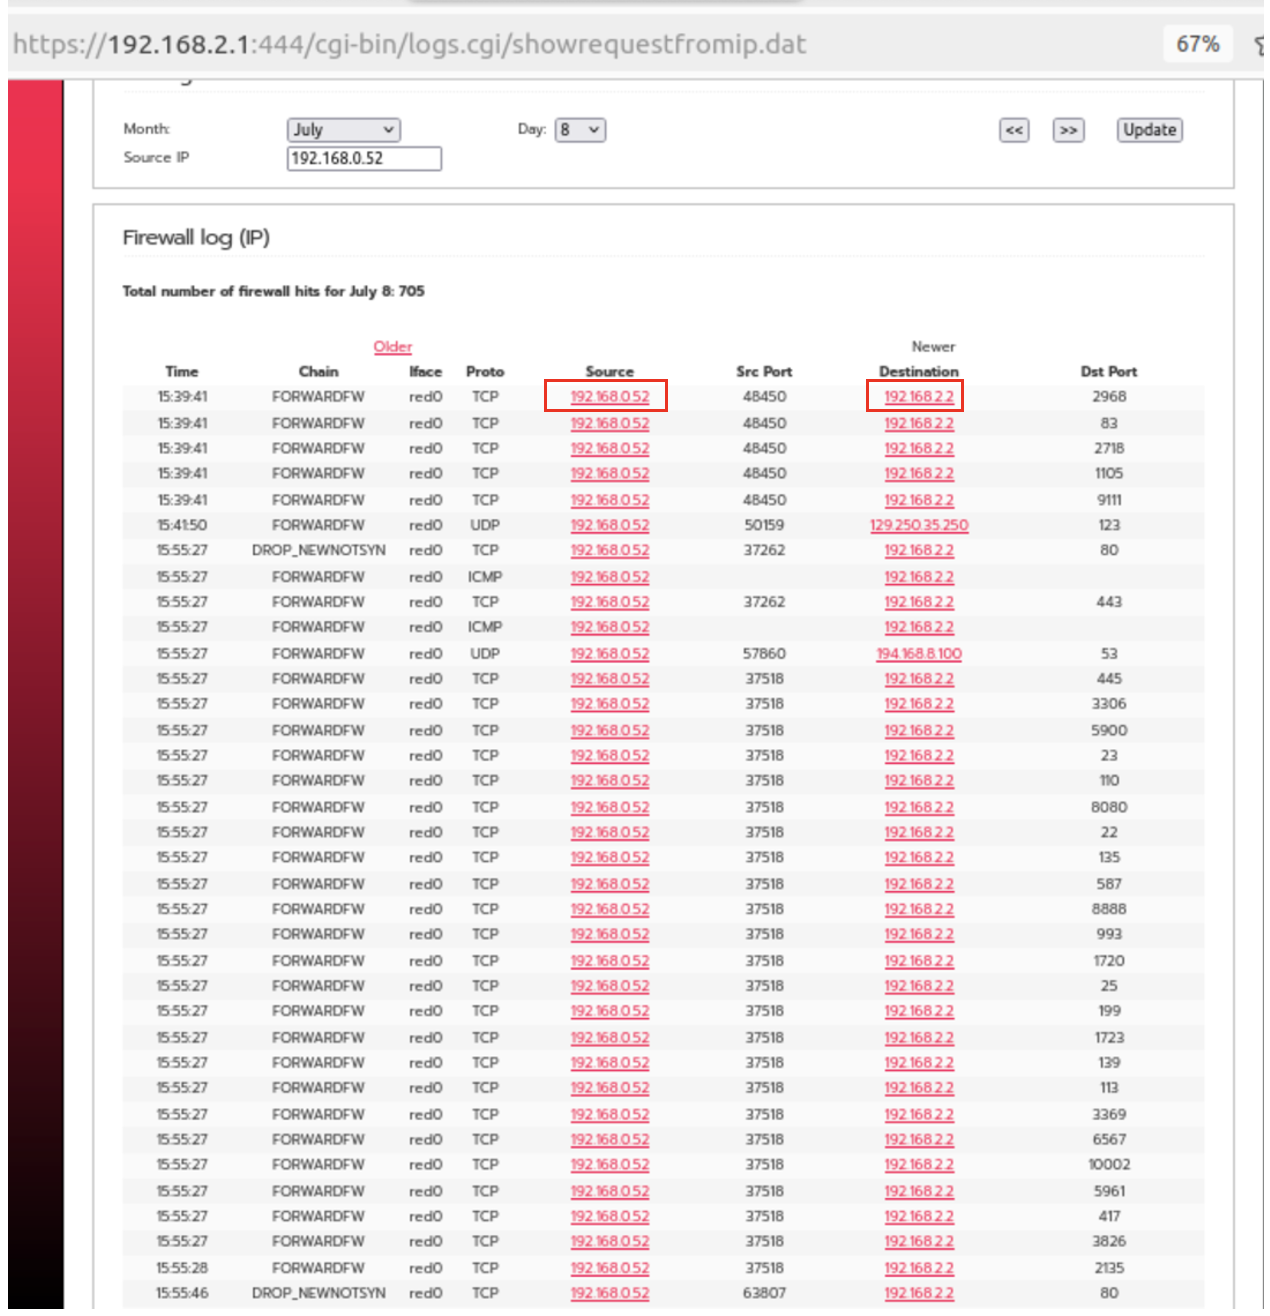 https://192.168.2.1:444/cgi-bin/logs.cgi/showrequestfromip.dat 67%
Month: July Day: 8 << >> Update
Source IP 192.168.0.52
Firewall log (IP)
Total number of firewall hits for July 8: 705
Older Newer
Time Chain Iface Proto Source Src Port Destination Dst Port
15:39:41 FORWARDFW red0 TCP 192.168.0.52 48450 192.168.2.2 2968
15:39:41 FORWARDFW red0 TCP 192.168.0.52 48450 192.168.2.2 83
15:39:41 FORWARDFW red0 TCP 192.168.0.52 48450 192.168.2.2 2718
15:39:41 FORWARDFW red0 TCP 192.168.0.52 48450 192.168.2.2 1105
15:39:41 FORWARDFW red0 TCP 192.168.0.52 48450 192.168.2.2 9111
15:41:50 FORWARDFW red0 UDP 192.168.0.52 50159 129.250.35.250 123
15:55:27 DROP_NEWNOTSYN red0 TCP 192.168.0.52 37262 192.168.2.2 80
15:55:27 FORWARDFW red0 ICMP 192.168.0.52 192.168.2.2
15:55:27 FORWARDFW red0 TCP 192.168.0.52 37262 192.168.2.2 443
15:55:27 FORWARDFW red0 ICMP 192.168.0.52 192.168.2.2
15:55:27 FORWARDFW red0 UDP 192.168.0.52 57860 194.168.8.100 53
15:55:27 FORWARDFW red0 TCP 192.168.0.52 37518 192.168.2.2 445
15:55:27 FORWARDFW red0 TCP 192.168.0.52 37518 192.168.2.2 3306
15:55:27 FORWARDFW red0 TCP 192.168.0.52 37518 192.168.2.2 5900
15:55:27 FORWARDFW red0 TCP 192.168.0.52 37518 192.168.2.2 23
15:55:27 FORWARDFW red0 TCP 192.168.0.52 37518 192.168.2.2 110
15:55:27 FORWARDFW red0 TCP 192.168.0.52 37518 192.168.2.2 8080
15:55:27 FORWARDFW red0 TCP 192.168.0.52 37518 192.168.2.2 22
15:55:27 FORWARDFW red0 TCP 192.168.0.52 37518 192.168.2.2 135
15:55:27 FORWARDFW red0 TCP 192.168.0.52 37518 192.168.2.2 587
15:55:27 FORWARDFW red0 TCP 192.168.0.52 37518 192.168.2.2 8888
15:55:27 FORWARDFW red0 TCP 192.168.0.52 37518 192.168.2.2 993
15:55:27 FORWARDFW red0 TCP 192.168.0.52 37518 192.168.2.2 1720
15:55:27 FORWARDFW red0 TCP 192.168.0.52 37518 192.168.2.2 25
15:55:27 FORWARDFW red0 TCP 192.168.0.52 37518 192.168.2.2 199
15:55:27 FORWARDFW red0 TCP 192.168.0.52 37518 192.168.2.2 1723
15:55:27 FORWARDFW red0 TCP 192.168.0.52 37518 192.168.2.2 139
15:55:27 FORWARDFW red0 TCP 192.168.0.52 37518 192.168.2.2 113
15:55:27 FORWARDFW red0 TCP 192.168.0.52 37518 192.168.2.2 3369
15:55:27 FORWARDFW red0 TCP 192.168.0.52 37518 192.168.2.2 6567
15:55:27 FORWARDFW red0 TCP 192.168.0.52 37518 192.168.2.2 10002
15:55:27 FORWARDFW red0 TCP 192.168.0.52 37518 192.168.2.2 5961
15:55:27 FORWARDFW red0 TCP 192.168.0.52 37518 192.168.2.2 417
15:55:27 FORWARDFW red0 TCP 192.168.0.52 37518 192.168.2.2 3826
15:55:28 FORWARDFW red0 TCP 192.168.0.52 37518 192.168.2.2 2135
15:55:46 DROP_NEWNOTSYN red0 TCP 192.168.0.52 63807 192.168.2.2 80